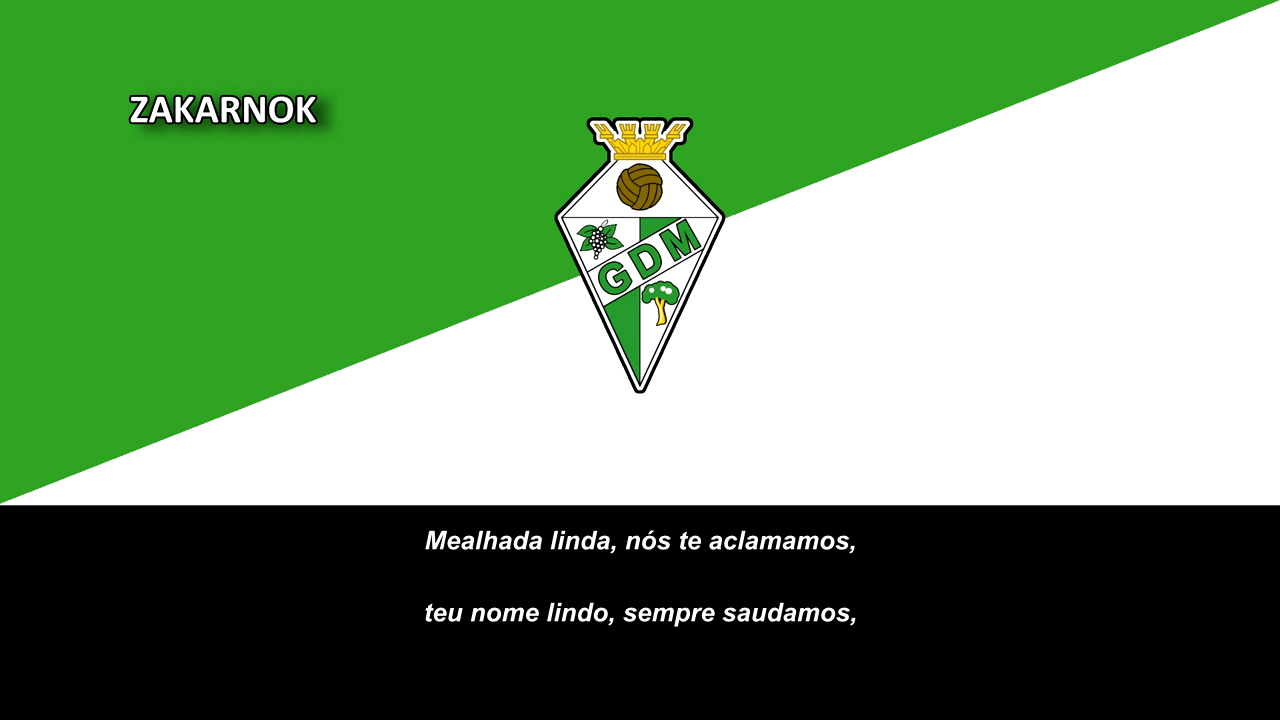 ZAKARNOK
GDM
Mealhada linda, nós te aclamamos,
teu nome lindo, sempre saudamos,